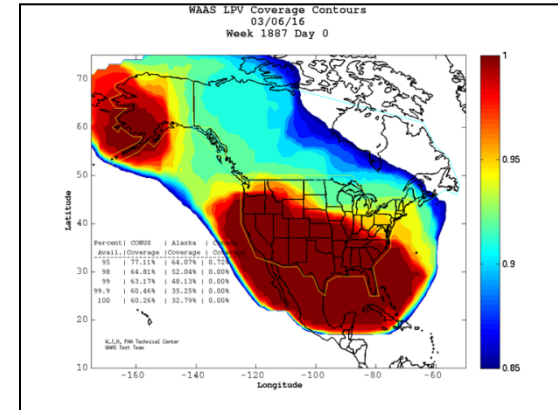 WAAS LPV Coverage Contours
03/06/16
Week 1887 Day 0
70
60
50
40
30
20
10
Latitude
-160
-140
-120
-100
-80
-60
Longitude
1
0.95
0.9
0.85
Percent| CONUS | Alaska |
Avail.|Coverage |Coverage |
95 | 77.11% | 64.87% | 0.72%
98 | 64.81% | 52.04% | 0.00%
99 | 63.17% | 48.13% | 0.00%
99.9 | 60.46% | 35.25% | 0.00%
100 | 60.26% | 32.79% | 0.00%
W.J.H. FAA Technical Center
WAAS Test Team